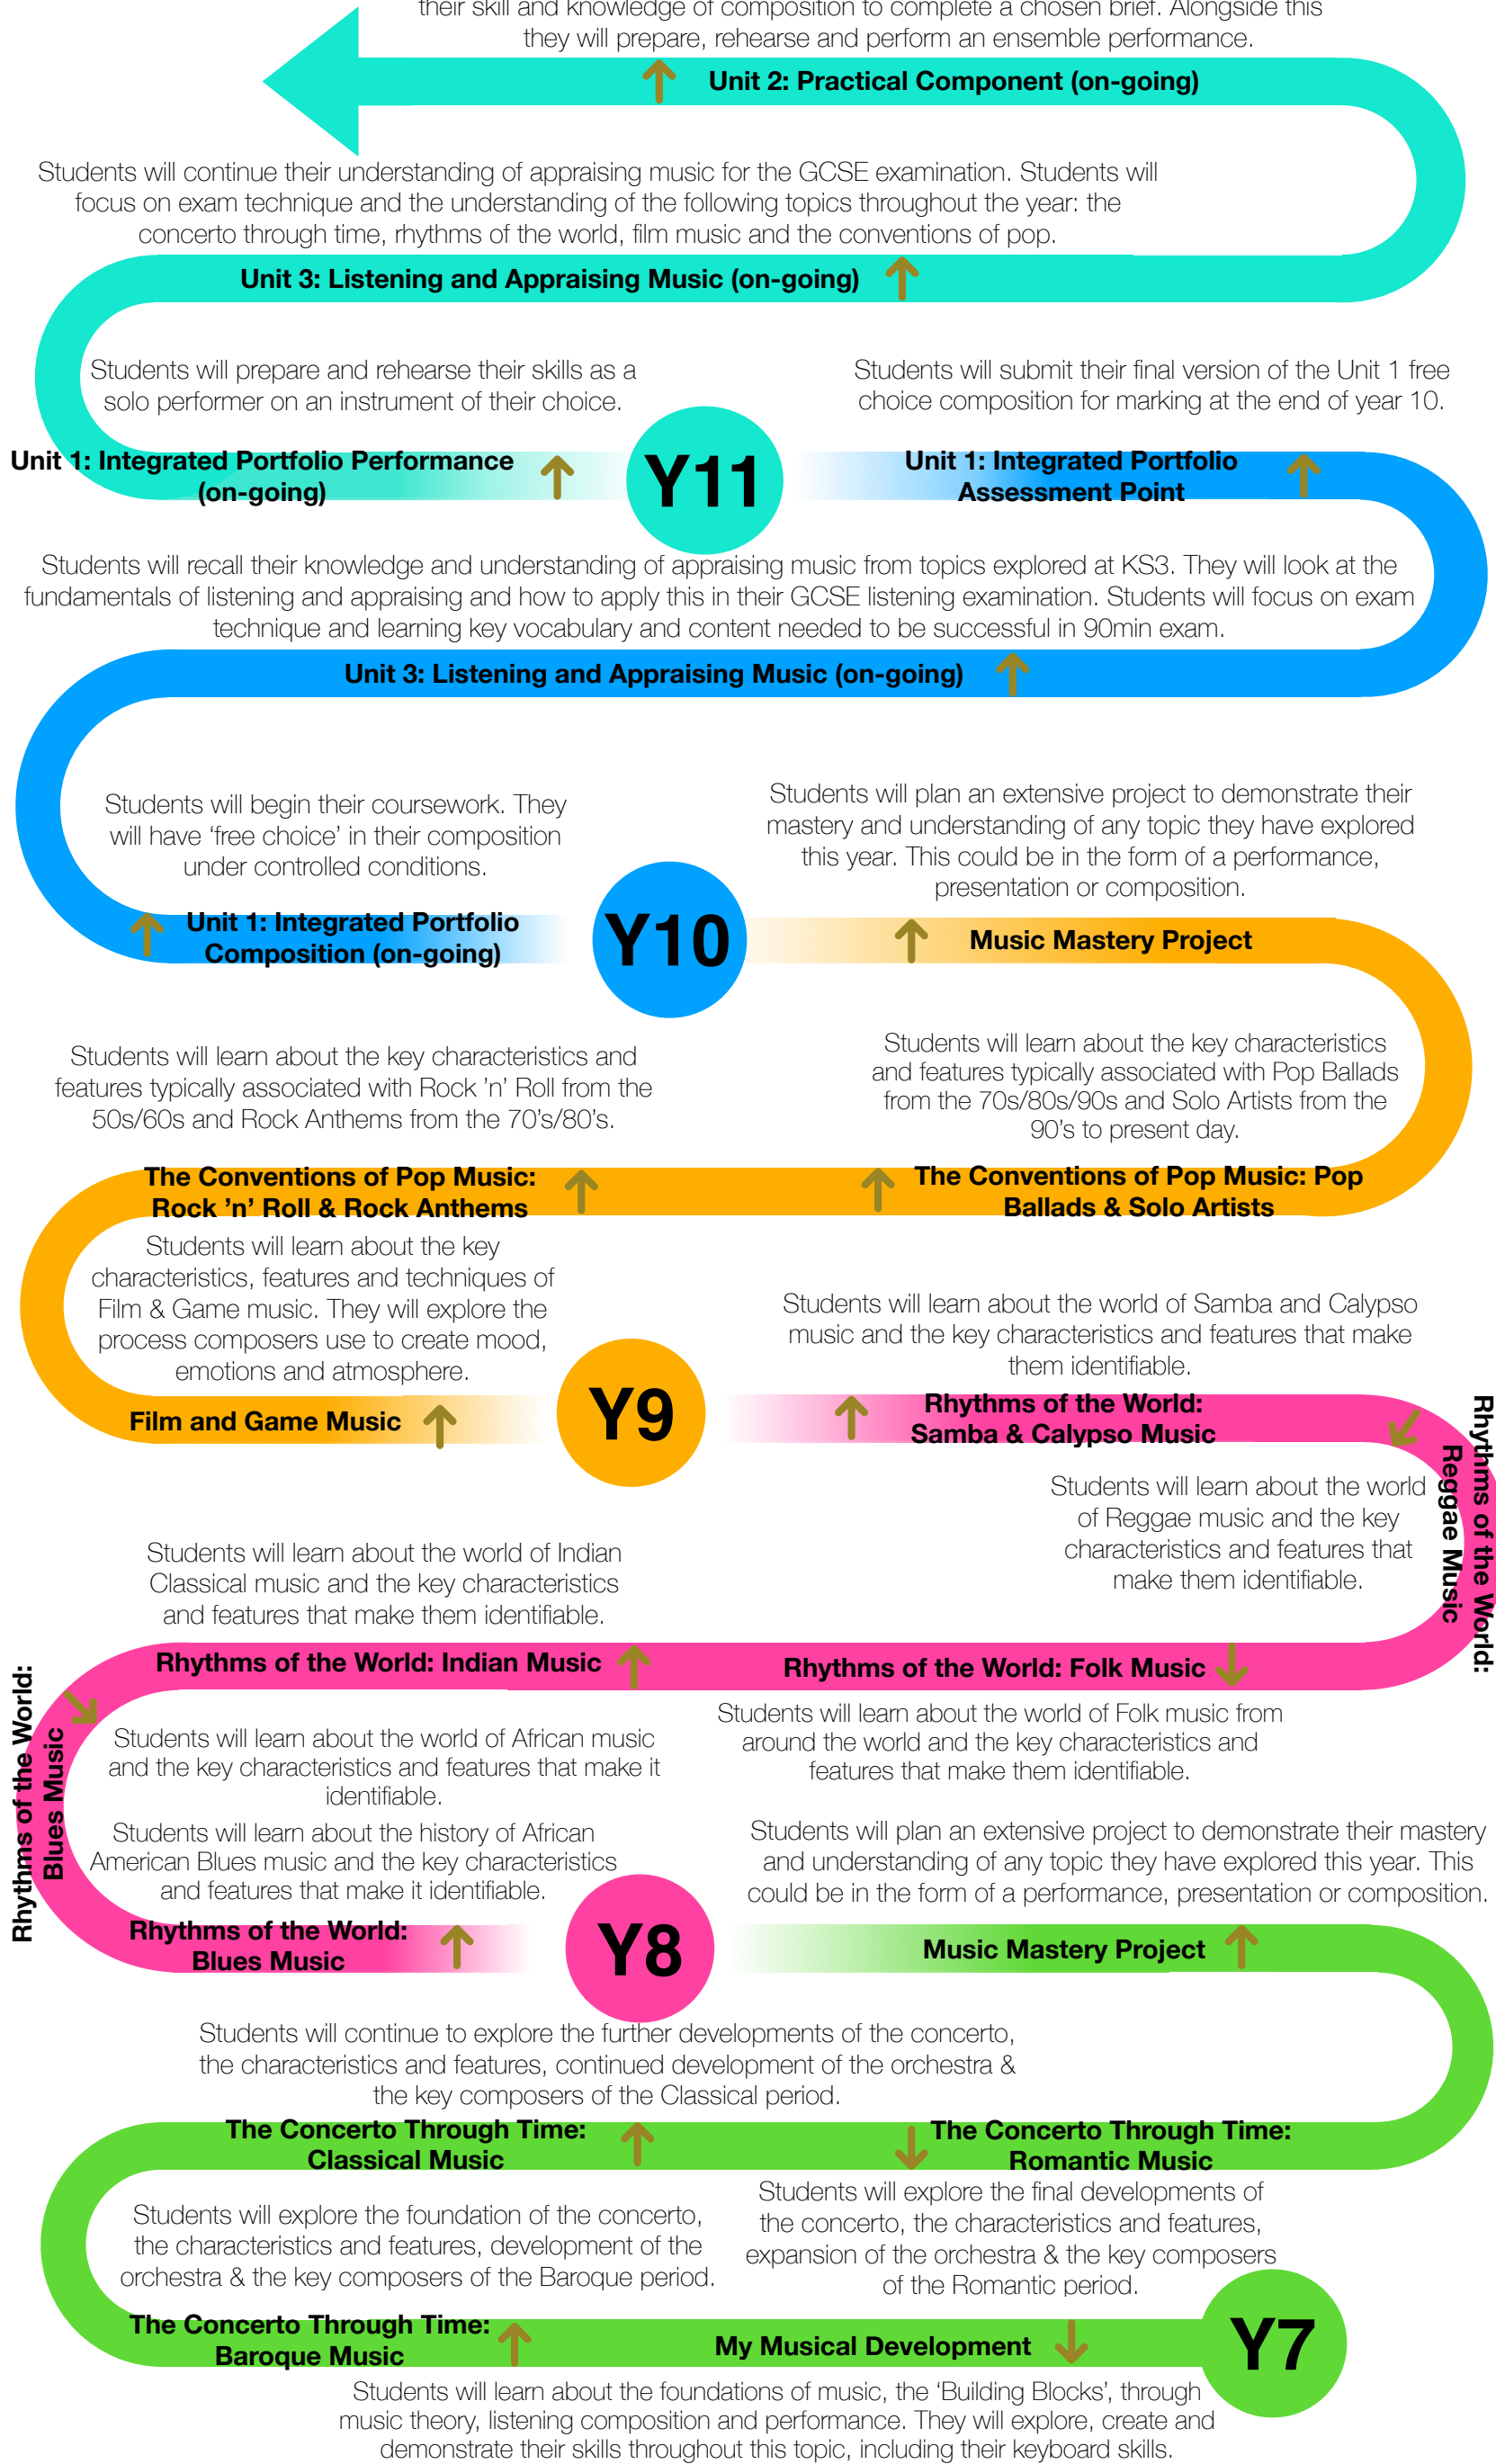 their skill and knowledge of composition to complete a chosen brief. Alongside this
they will prepare, rehearse and perform an ensemble performance.
Unit 2: Practical Component (on-going)
Students will continue their understanding of appraising music for the GCSE examination. Students will
focus on exam technique and the understanding of the following topics throughout the year: the
concerto through time, rhythms of the world, film music and the conventions of pop.
Unit 3: Listening and Appraising Music (on-going)
Students will prepare and rehearse their skills as a
solo performer on an instrument of their choice.
Students will submit their final version of the Unit 1 free
choice composition for marking at the end of year 10.
Unit 1: Integrated Portfolio Performance
(on-going)
Y11
Unit 1: Integrated Portfolio
Assessment Point
Students will recall their knowledge and understanding of appraising music from topics explored at KS3. They will look at the
fundamentals of listening and appraising and how to apply this in their GCSE listening examination. Students will focus on exam
technique and learning key vocabulary and content needed to be successful in 90min exam.
Unit 3: Listening and Appraising Music (on-going)
Students will begin their coursework. They
will have ‘free choice’ in their composition
under controlled conditions.
Students will plan an extensive project to demonstrate their
mastery and understanding of any topic they have explored
this year. This could be in the form of a performance,
presentation or composition.
Unit 1: Integrated Portfolio
Composition (on-going)
Y10
Music Mastery Project
Students will learn about the key characteristics and
features typically associated with Rock ’n’ Roll from the
50s/60s and Rock Anthems from the 70’s/80’s.
Students will learn about the key characteristics
and features typically associated with Pop Ballads
from the 70s/80s/90s and Solo Artists from the
90’s to present day.
The Conventions of Pop Music:
Rock ’n’ Roll & Rock Anthems
The Conventions of Pop Music: Pop
Ballads & Solo Artists
Students will learn about the key
characteristics, features and techniques of
Film & Game music. They will explore the
process composers use to create mood,
emotions and atmosphere.
Students will learn about the world of Samba and Calypso
music and the key characteristics and features that make
them identifiable.
Film and Game Music
Y9
Rhythms of the World:
Samba & Calypso Music
Rhythms of the World:
Reggae Music
Students will learn about the world
of Reggae music and the key
characteristics and features that
make them identifiable.
Students will learn about the world of Indian
Classical music and the key characteristics
and features that make them identifiable.
Rhythms of the World: Indian Music
Rhythms of the World: Folk Music
Rhythms of the World:
Blues Music
Students will learn about the world of African music
and the key characteristics and features that make it
identifiable.
Students will learn about the world of Folk music from
around the world and the key characteristics and
features that make them identifiable.
Students will learn about the history of African
American Blues music and the key characteristics
and features that make it identifiable.
Students will plan an extensive project to demonstrate their mastery
and understanding of any topic they have explored this year. This
could be in the form of a performance, presentation or composition.
Rhythms of the World:
Blues Music
Y8
Music Mastery Project
Students will continue to explore the further developments of the concerto,
the characteristics and features, continued development of the orchestra &
the key composers of the Classical period.
The Concerto Through Time:
Classical Music
The Concerto Through Time:
Romantic Music
Students will explore the foundation of the concerto,
the characteristics and features, development of the
orchestra & the key composers of the Baroque period.
Students will explore the final developments of
the concerto, the characteristics and features,
expansion of the orchestra & the key composers
of the Romantic period.
The Concerto Through Time:
Baroque Music
My Musical Development
Y7
Students will learn about the foundations of music, the ‘Building Blocks’, through
music theory, listening composition and performance. They will explore, create and
demonstrate their skills throughout this topic, including their keyboard skills.